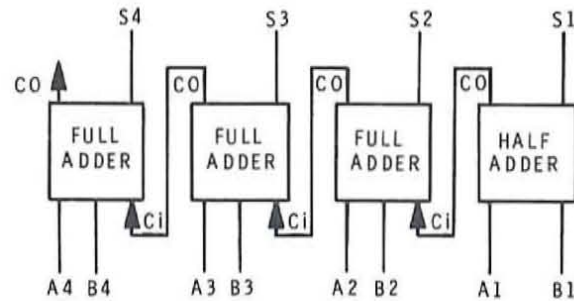 S4 S3 S2 S1
CO CO CO CO
FULL ADDER FULL ADDER FULL ADDER HALF ADDER
Ci Ci Ci
A4 B4 A3 B3 A2 B2 A1 B1